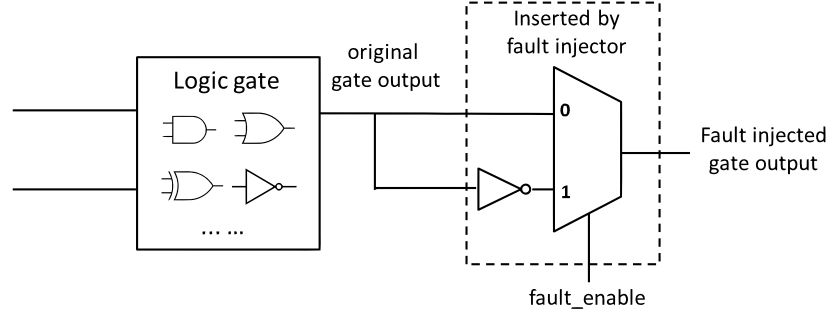 Inserted by
fault injector
original
gate output
Logic gate
0
Fault injected
gate output
1
... ...
fault_enable